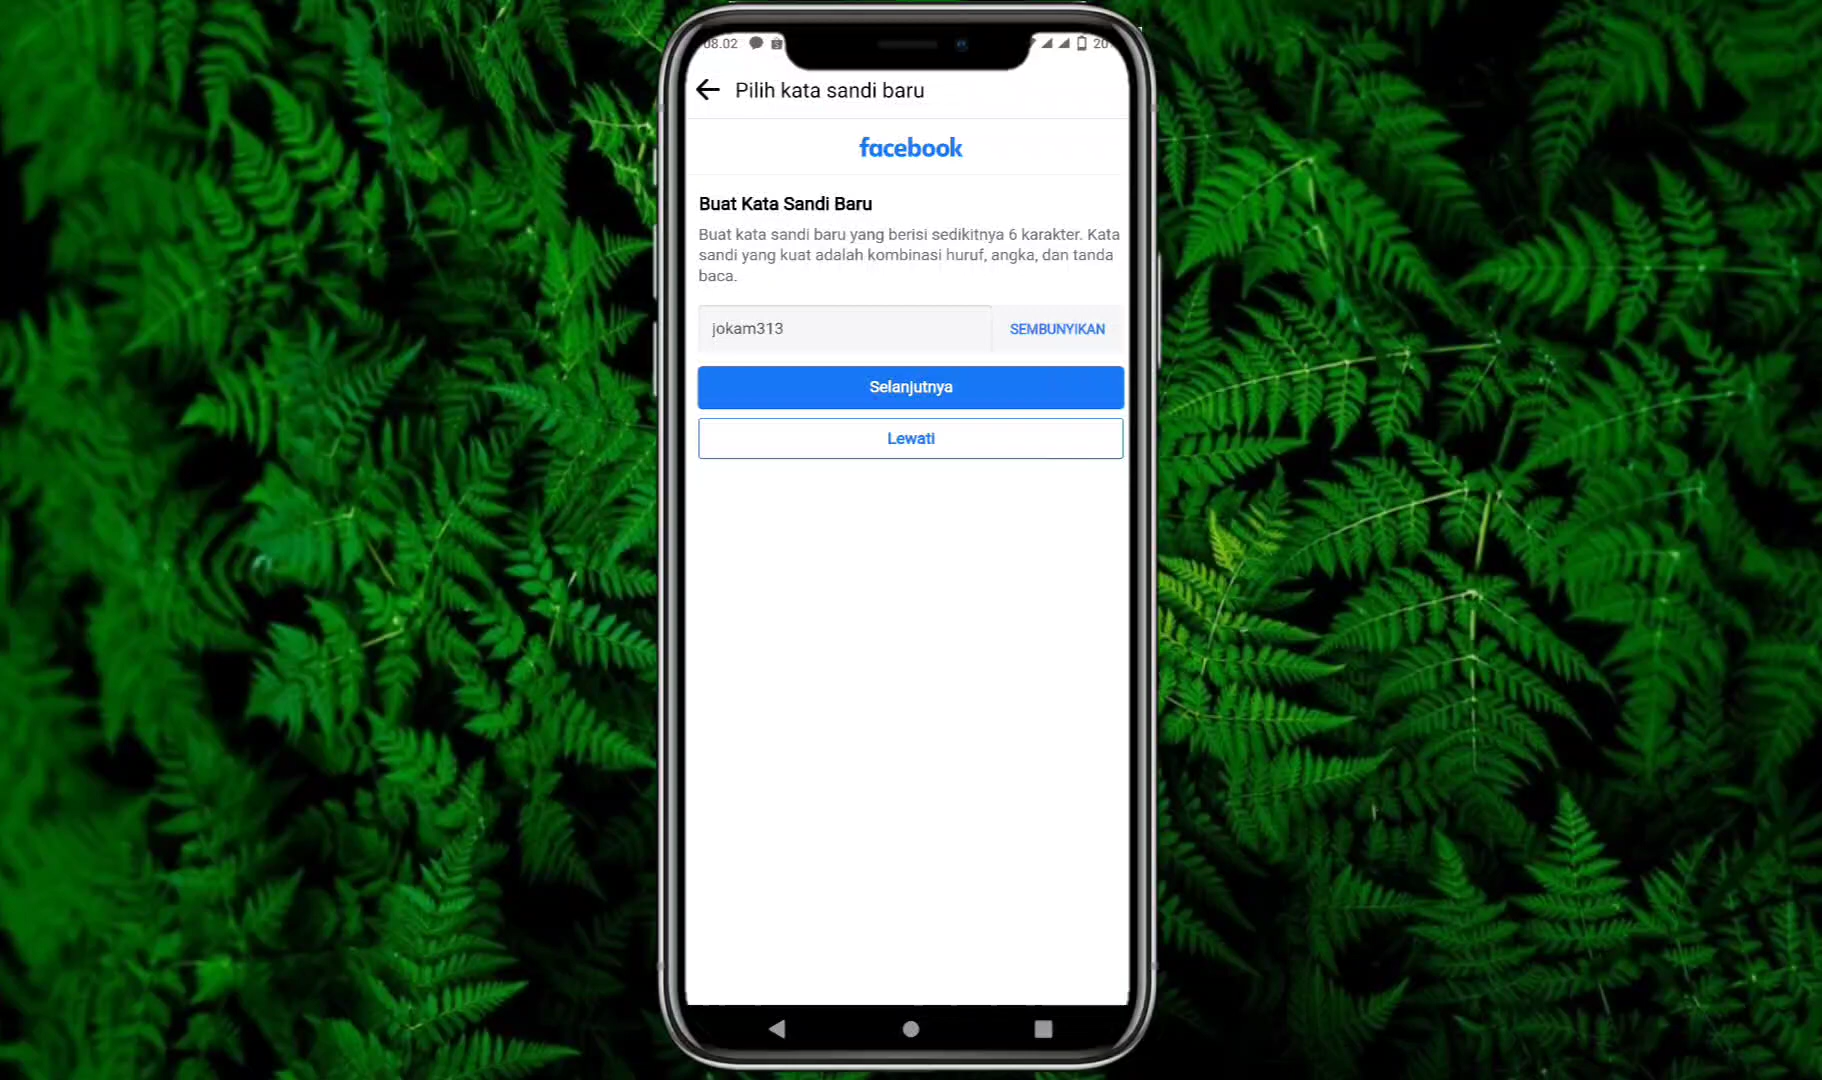 08.02
20
Pilih kata sandi baru
facebook
Buat Kata Sandi Baru
Buat kata sandi baru yang berisi sedikitnya 6 karakter. Kata
sandi yang kuat adalah kombinasi huruf, angka, dan tanda
baca.
jokam313
SEMBUNYIKAN
Selanjutnya
Lewati